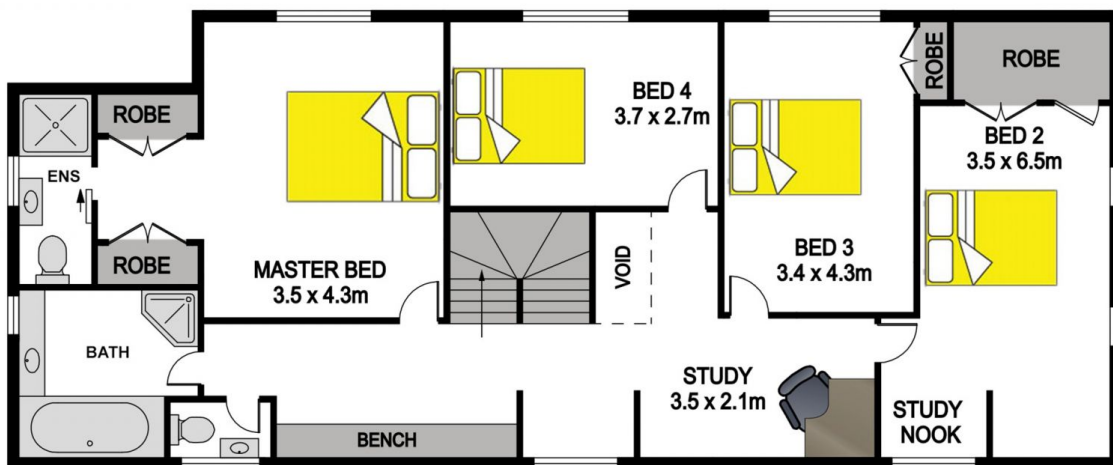 ROBE
ENS
ROBE
MASTER BED
3.5 x 4.3m
BATH
BENCH
BED 4
3.7 x 2.7m
VOID
BED 3
3.4 x 4.3m
ROBE
ROBE
BED 2
3.5 x 6.5m
STUDY
3.5 x 2.1m
STUDY
NOOK